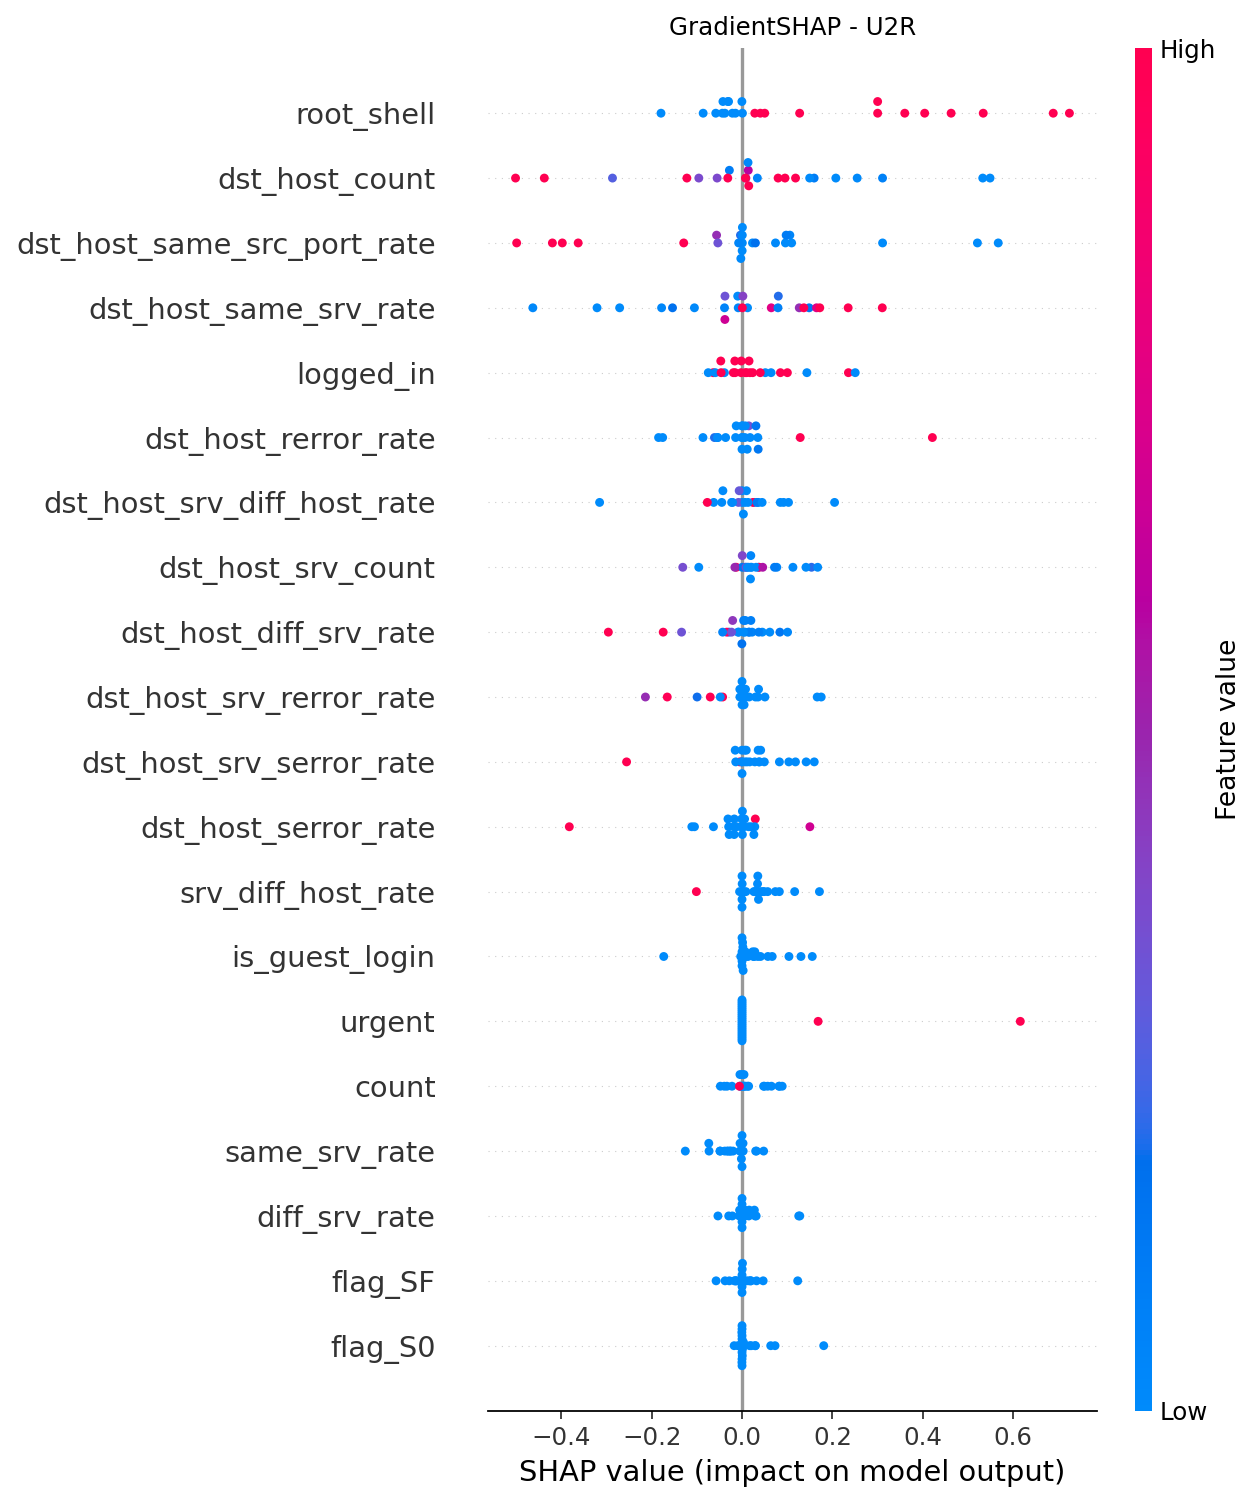 GradientSHAP - U2R
High
root_shell
dst_host_count
dst_host_same_src_port_rate
dst_host_same_srv_rate
logged_in
dst_host_rerror_rate
dst_host_srv_diff_host_rate
dst_host_srv_count
dst_host_diff_srv_rate
dst_host_srv_rerror_rate
dst_host_srv_serror_rate
dst_host_serror_rate
srv_diff_host_rate
is_guest_login
urgent
count
same_srv_rate
diff_srv_rate
flag_SF
flag_S0
Feature value
Low
−0.4 −0.2 0.0 0.2 0.4 0.6
SHAP value (impact on model output)